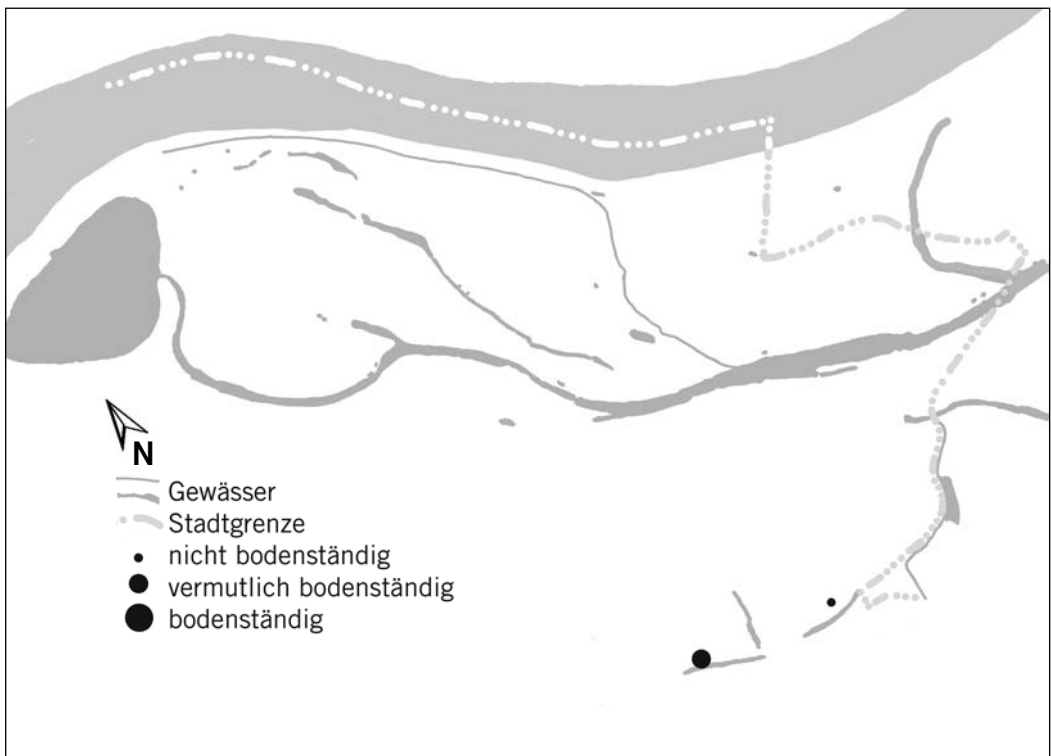 N
Gewässer
Stadtgrenze
nicht bodenständig
vermutlich bodenständig
bodenständig